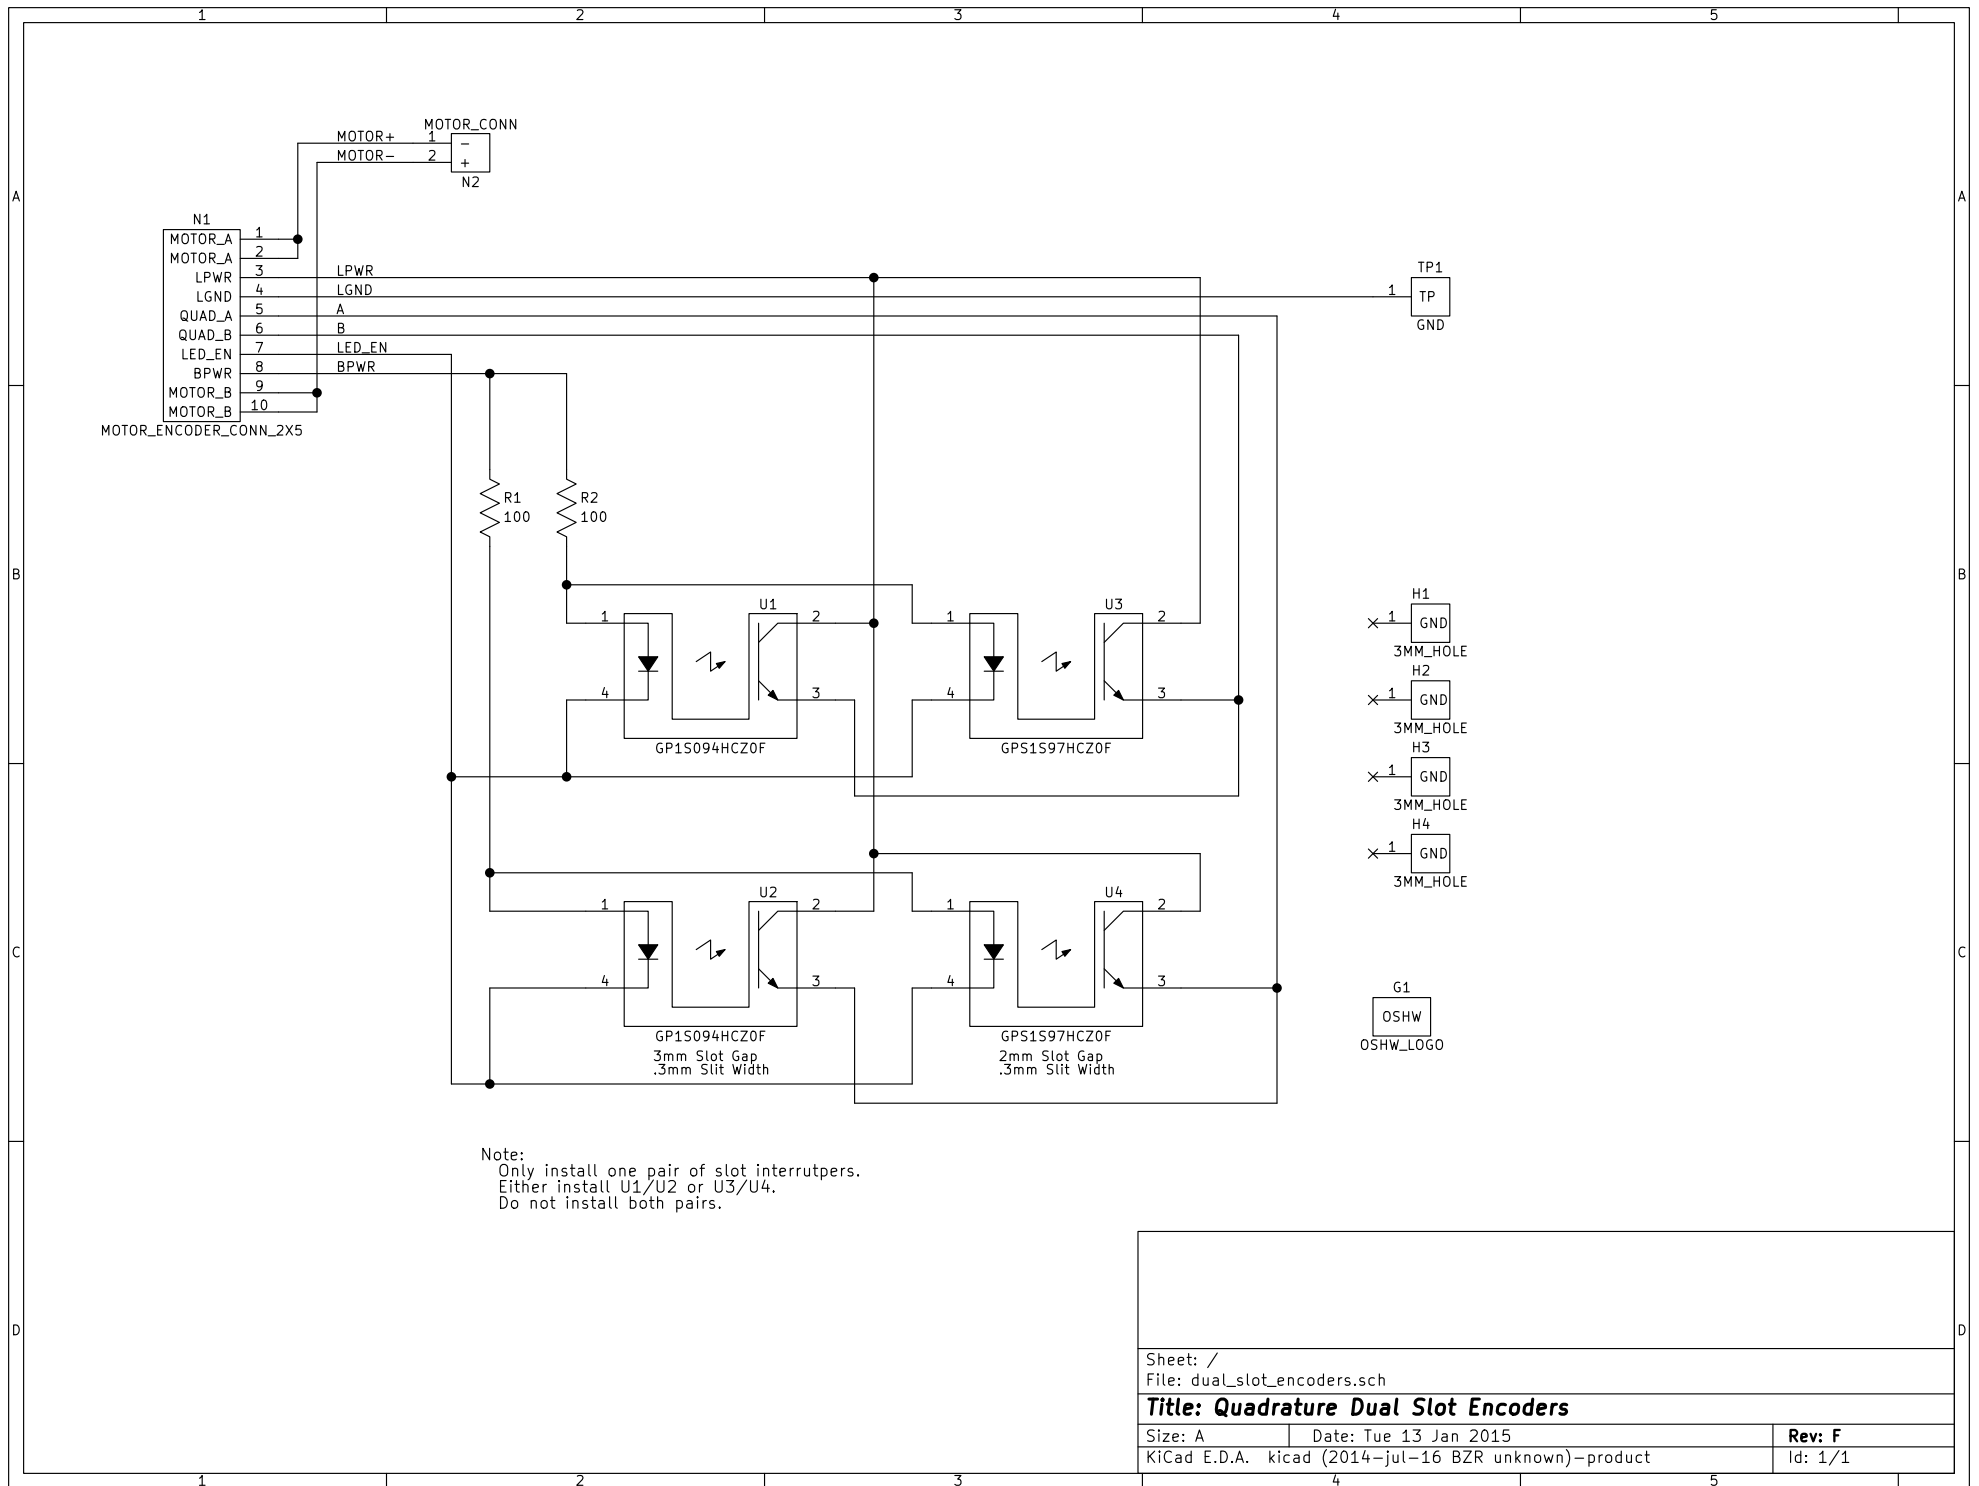 1 2 3 4 5
A A
B B
C C
D D
MOTOR_CONN
MOTOR+ 1 -
MOTOR- 2 +
N2
N1
MOTOR_A 1
MOTOR_A 2
LPWR 3 LPWR
LGND 4 LGND
QUAD_A 5 A
QUAD_B 6 B
LED_EN 7 LED_EN
BPWR 8 BPWR
MOTOR_B 9
MOTOR_B 10
MOTOR_ENCODER_CONN_2X5
TP1
1 TP
GND
R1
100
R2
100
U1
1 2
4 3
GP1S094HCZ0F
U3
1 2
4 3
GPS1S97HCZ0F
U2
1 2
4 3
GP1S094HCZ0F
3mm Slot Gap
.3mm Slit Width
U4
1 2
4 3
GPS1S97HCZ0F
2mm Slot Gap
.3mm Slit Width
H1
1 GND
3MM_HOLE
H2
1 GND
3MM_HOLE
H3
1 GND
3MM_HOLE
H4
1 GND
3MM_HOLE
G1
OSHW
OSHW_LOGO
Note:
Only install one pair of slot interrutpers.
Either install U1/U2 or U3/U4.
Do not install both pairs.
Sheet: /
File: dual_slot_encoders.sch
Title: Quadrature Dual Slot Encoders
Size: A Date: Tue 13 Jan 2015 Rev: F
KiCad E.D.A. kicad (2014-jul-16 BZR unknown)-product Id: 1/1
1 2 3 4 5